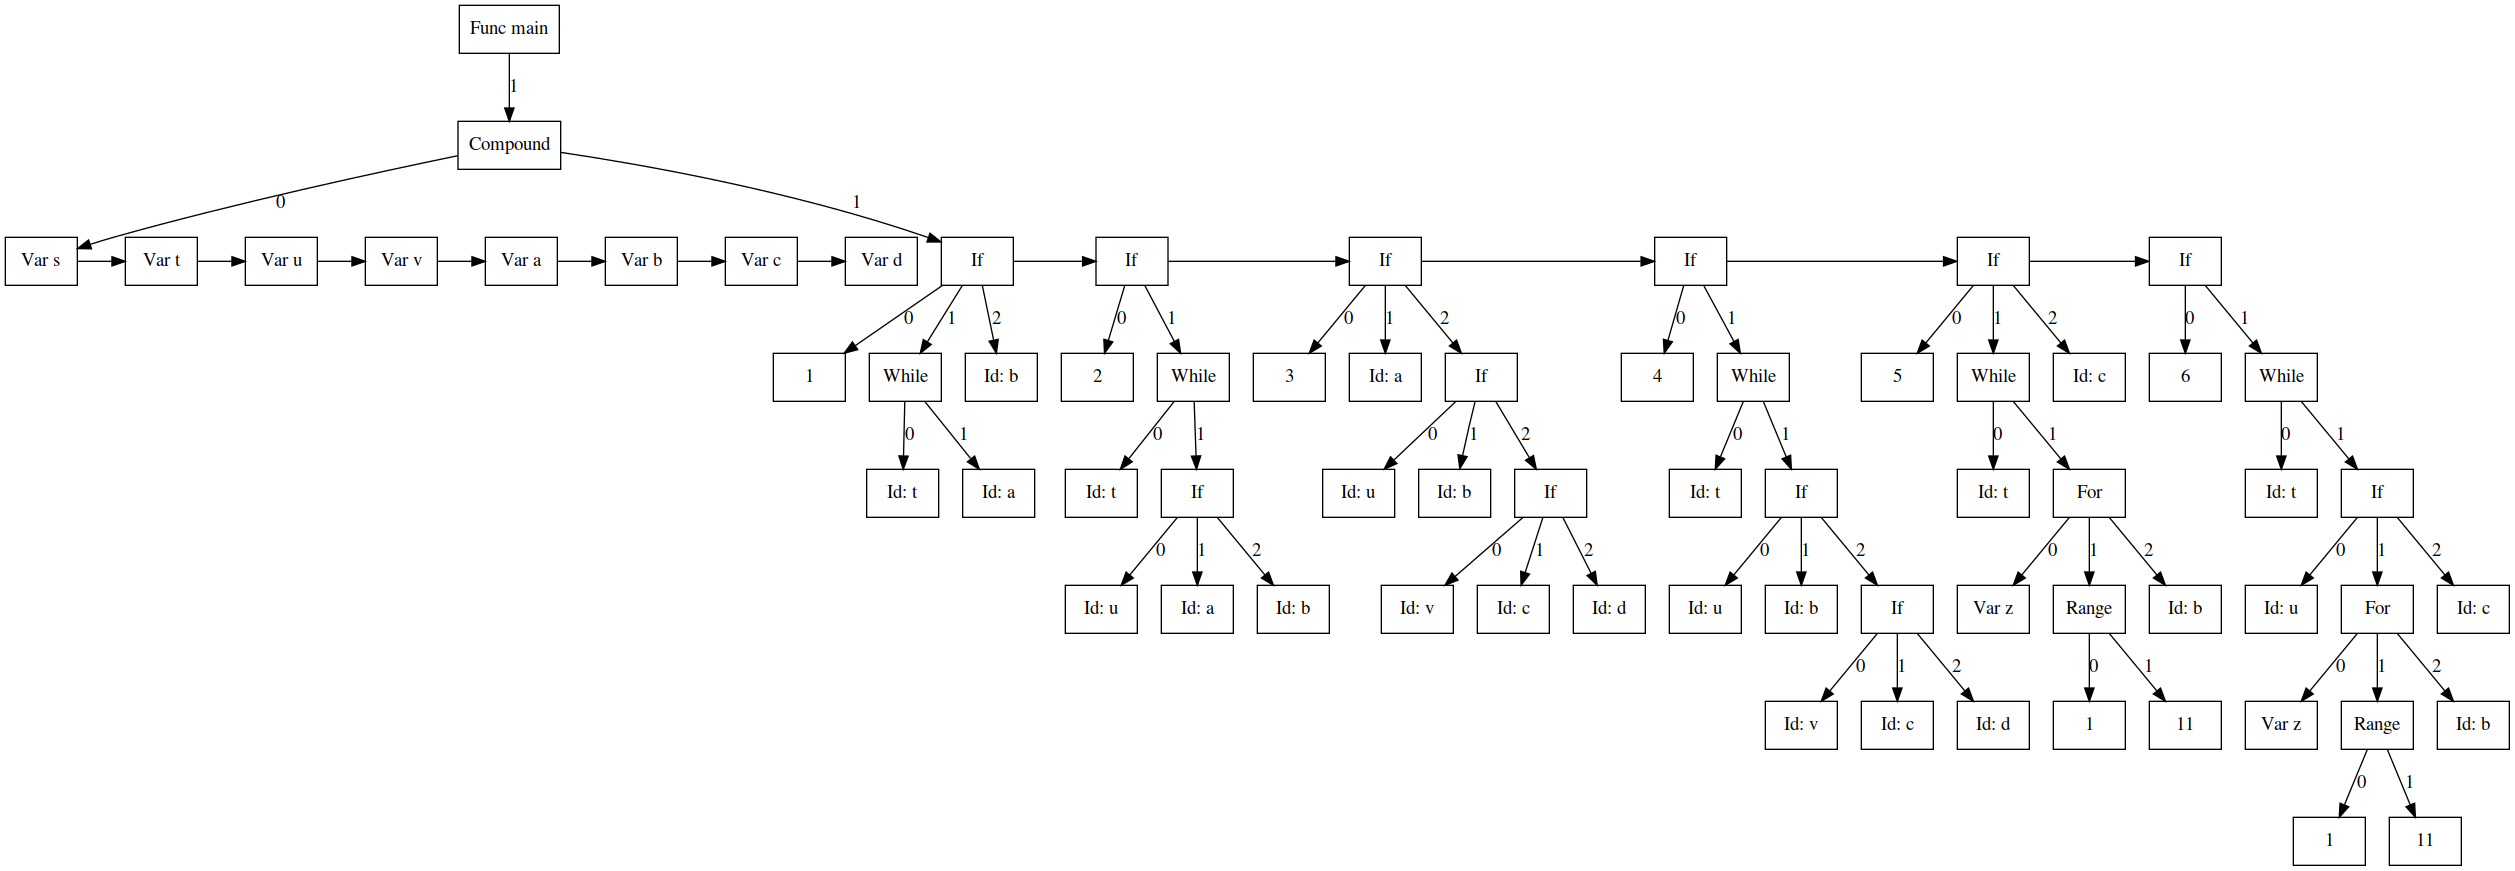 Func main
1
Compound
0
1
Var s
Var t
Var u
Var v
Var a
Var b
Var c
Var d
If
If
If
If
If
If
0
1
2
0
1
0
1
2
0
1
0
1
2
0
1
1
While
Id: b
2
While
3
Id: a
If
4
While
5
While
Id: c
6
While
0
1
0
1
0
1
2
0
1
0
1
0
1
Id: t
Id: a
Id: t
If
Id: u
Id: b
If
Id: t
If
Id: t
For
Id: t
If
0
1
2
0
1
2
0
1
2
0
1
2
0
1
2
Id: u
Id: a
Id: b
Id: v
Id: c
Id: d
Id: u
Id: b
If
Var z
Range
Id: b
Id: u
For
Id: c
0
1
2
0
1
0
1
2
Id: v
Id: c
Id: d
1
11
Var z
Range
Id: b
0
1
1
11